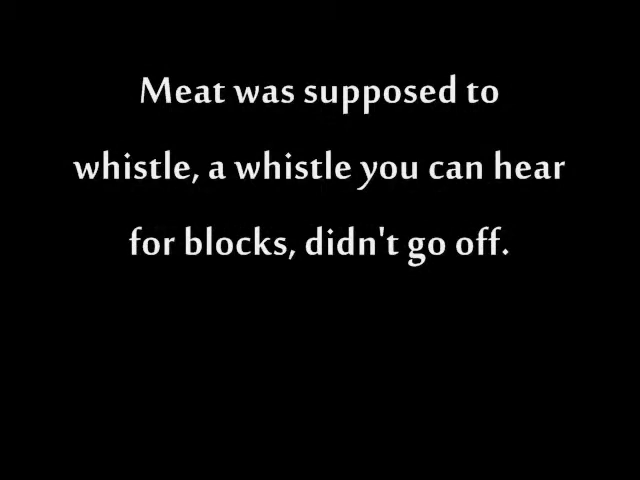 Meat was supposed to
whistle, a whistle you can hear
for blocks, didn't go off.